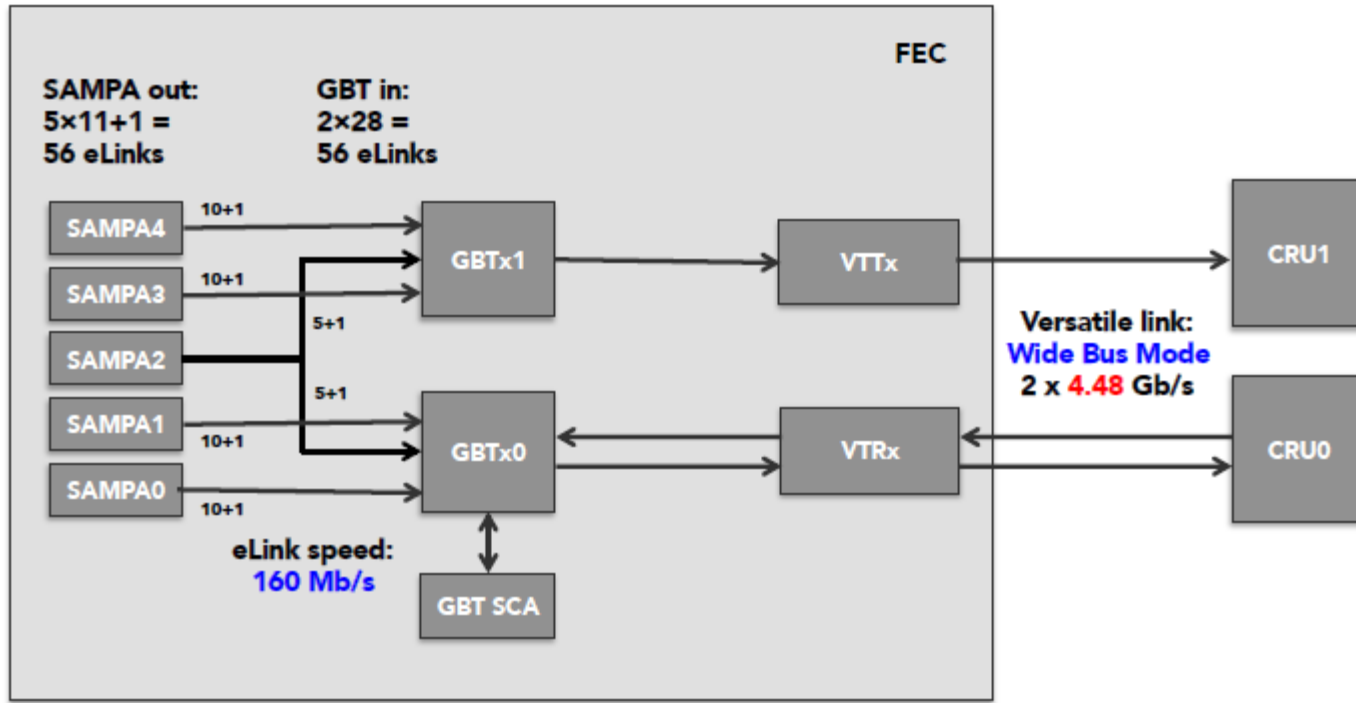 FEC
SAMPA out:
5×11+1 =
56 eLinks
GBT in:
2×28 =
56 eLinks
SAMPA4
10+1
SAMPA3
10+1
SAMPA2
5+1
5+1
SAMPA1
10+1
SAMPA0
10+1
GBTx1
GBTx0
VTTx
VTRx
CRU1
Versatile link:
Wide Bus Mode
2 x 4.48 Gb/s
CRU0
eLink speed:
160 Mb/s
GBT SCA